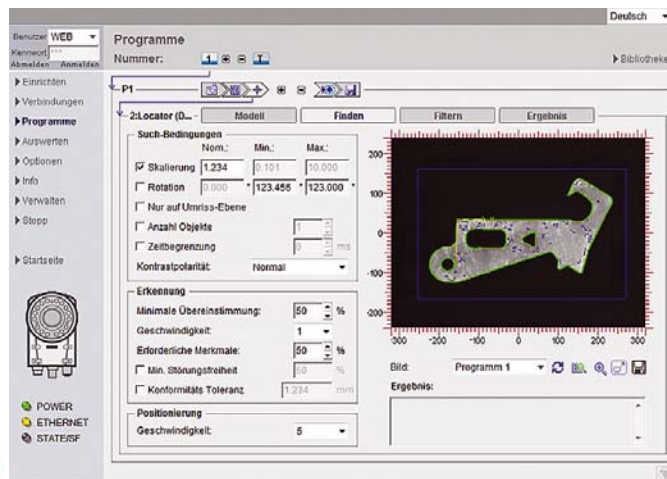 Deutsch
Benutzer WEB
Kennwort ***
Abmelden Anmelden
Programme
Nummer: 1 T
Bibliotheke
Einrichten
Verbindungen
Programme
Auswerten
Optionen
Info
Verwalten
Stopp
Startseite
POWER
ETHERNET
STATE/SF
P1
2:Locator (D...
Modell
Finden
Filtern
Ergebnis
Such-Bedingungen
Nom.: Min.: Max.:
Skalierung 1.234 0.101 10.000
Rotation 0.000 ° 123.456 ° 123.000 °
Nur auf Umriss-Ebene
Anzahl Objekte 1
Zeitbegrenzung 0 ms
Kontrastpolarität: Normal
Erkennung
Minimale Übereinstimmung: 50 %
Geschwindigkeit: 1
Erforderliche Merkmale: 50 %
Min. Störungsfreiheit 50 %
Konformitäts Toleranz 1.234 mm
Positionierung
Geschwindigkeit: 5
200
100
0
-100
-200
-300 -200 -100 0 100 200 300
Bild: Programm 1
Ergebnis: